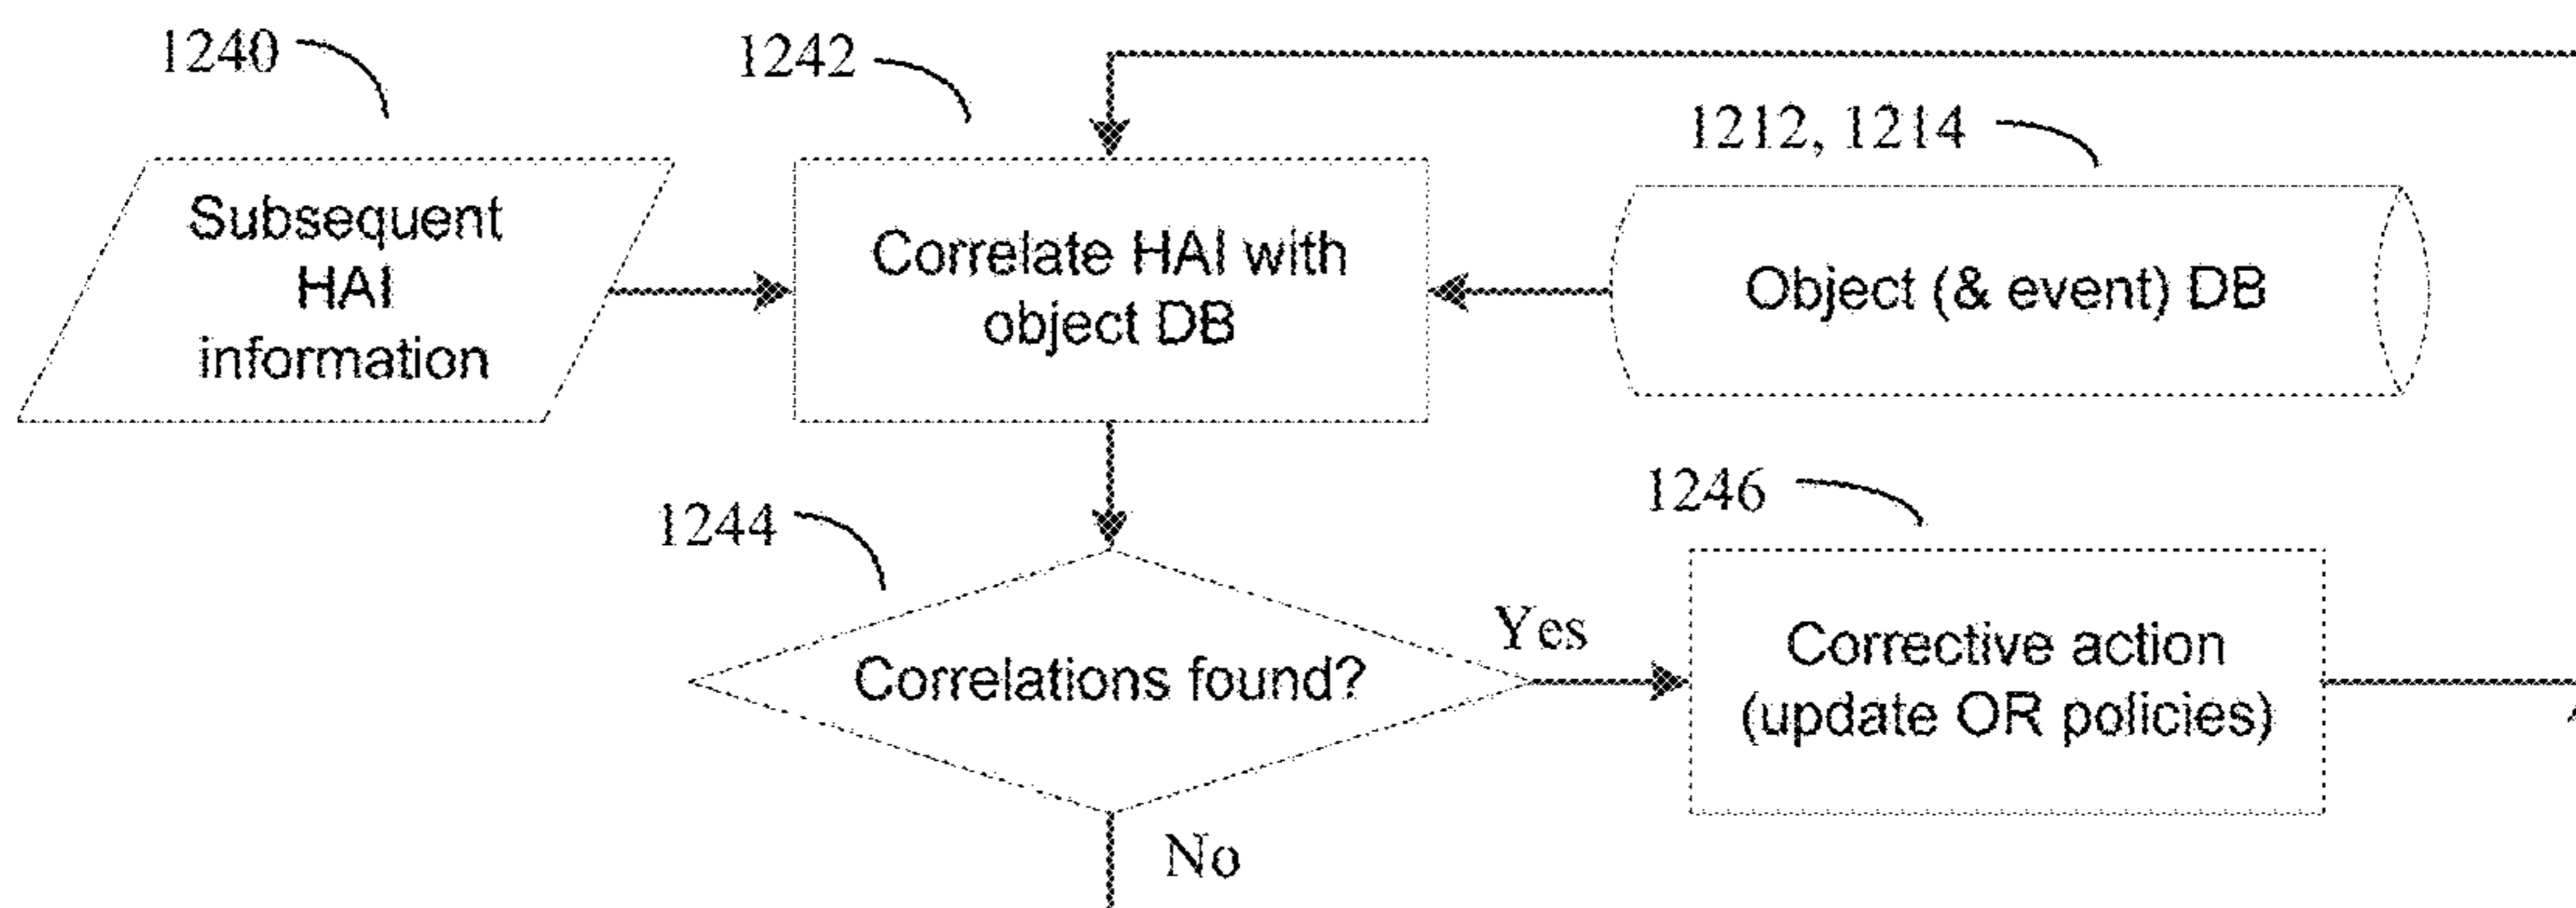 1240
1242
1212, 1214
Subsequent
HAI
information
Correlate HAI with
object DB
Object (& event) DB
1244
1246
Correlations found?
Yes
Corrective action
(update OR policies)
No